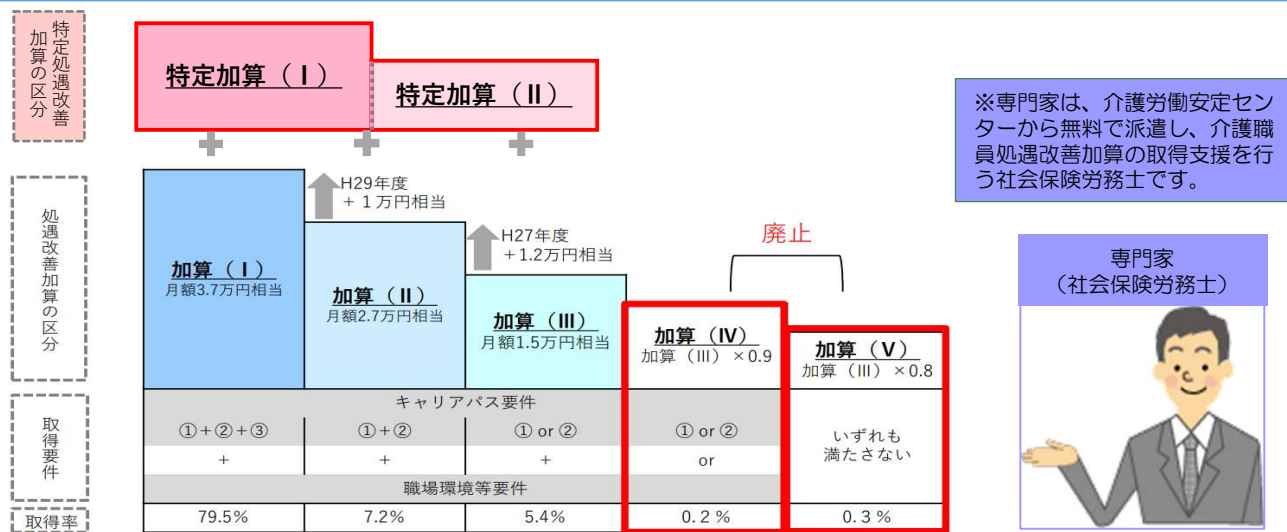 特定処遇改善
加算の区分
特定加算（Ⅰ）
特定加算（Ⅱ）
処遇改善加算の区分
加算（Ⅰ）
月額3.7万円相当
H29年度
＋１万円相当
加算（Ⅱ）
月額2.7万円相当
H27年度
＋1.2万円相当
加算（Ⅲ）
月額1.5万円相当
廃止
加算（Ⅳ）
加算（Ⅲ）×0.9
加算（Ⅴ）
加算（Ⅲ）×0.8
取得要件
キャリアパス要件
①＋②＋③ ①＋② ① or ② ① or ②
＋ ＋ ＋ or
いずれも
満たさない
職場環境等要件
取得率
79.5% 7.2% 5.4% 0.2％ 0.3％
※専門家は、介護労働安定セン
ターから無料で派遣し、介護職
員処遇改善加算の取得支援を行
う社会保険労務士です。
専門家
（社会保険労務士）